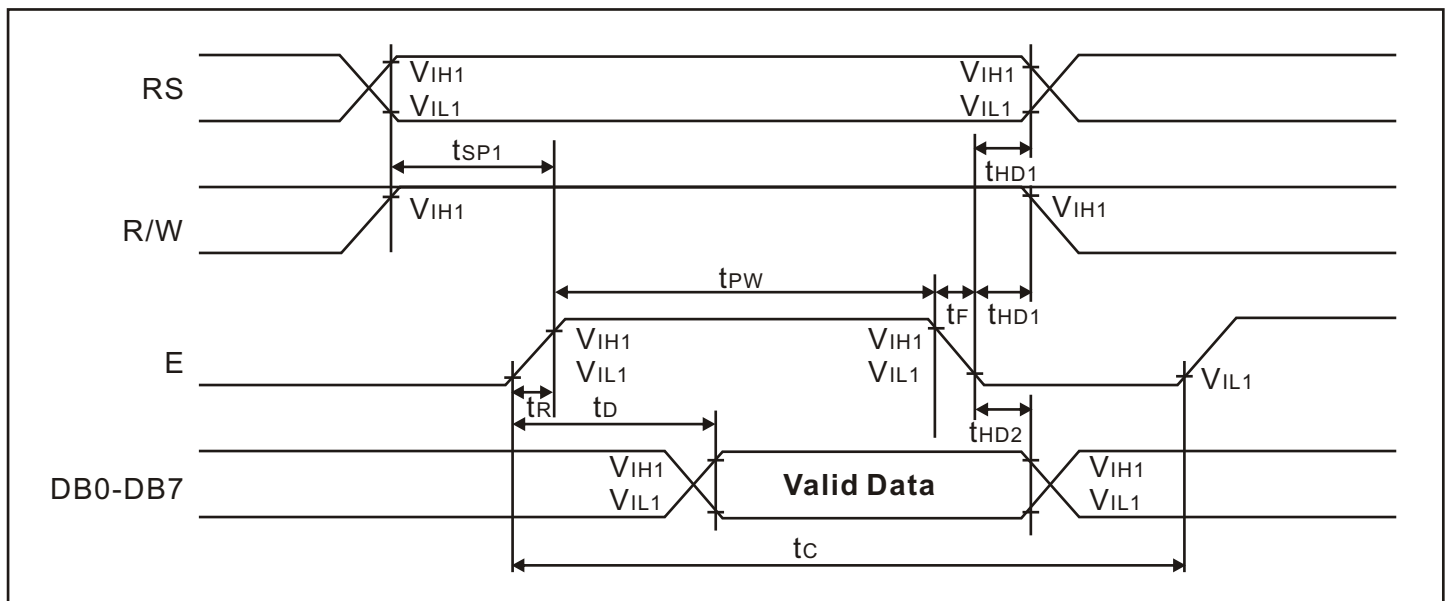 RS
VIH1
VIL1
VIH1
VIL1
tSP1
tHD1
R/W
VIH1
VIH1
tPW
tF
tHD1
E
VIH1
VIL1
VIH1
VIL1
VIL1
tR
tD
tHD2
DB0-DB7
VIH1
VIL1
Valid Data
VIH1
VIL1
tC